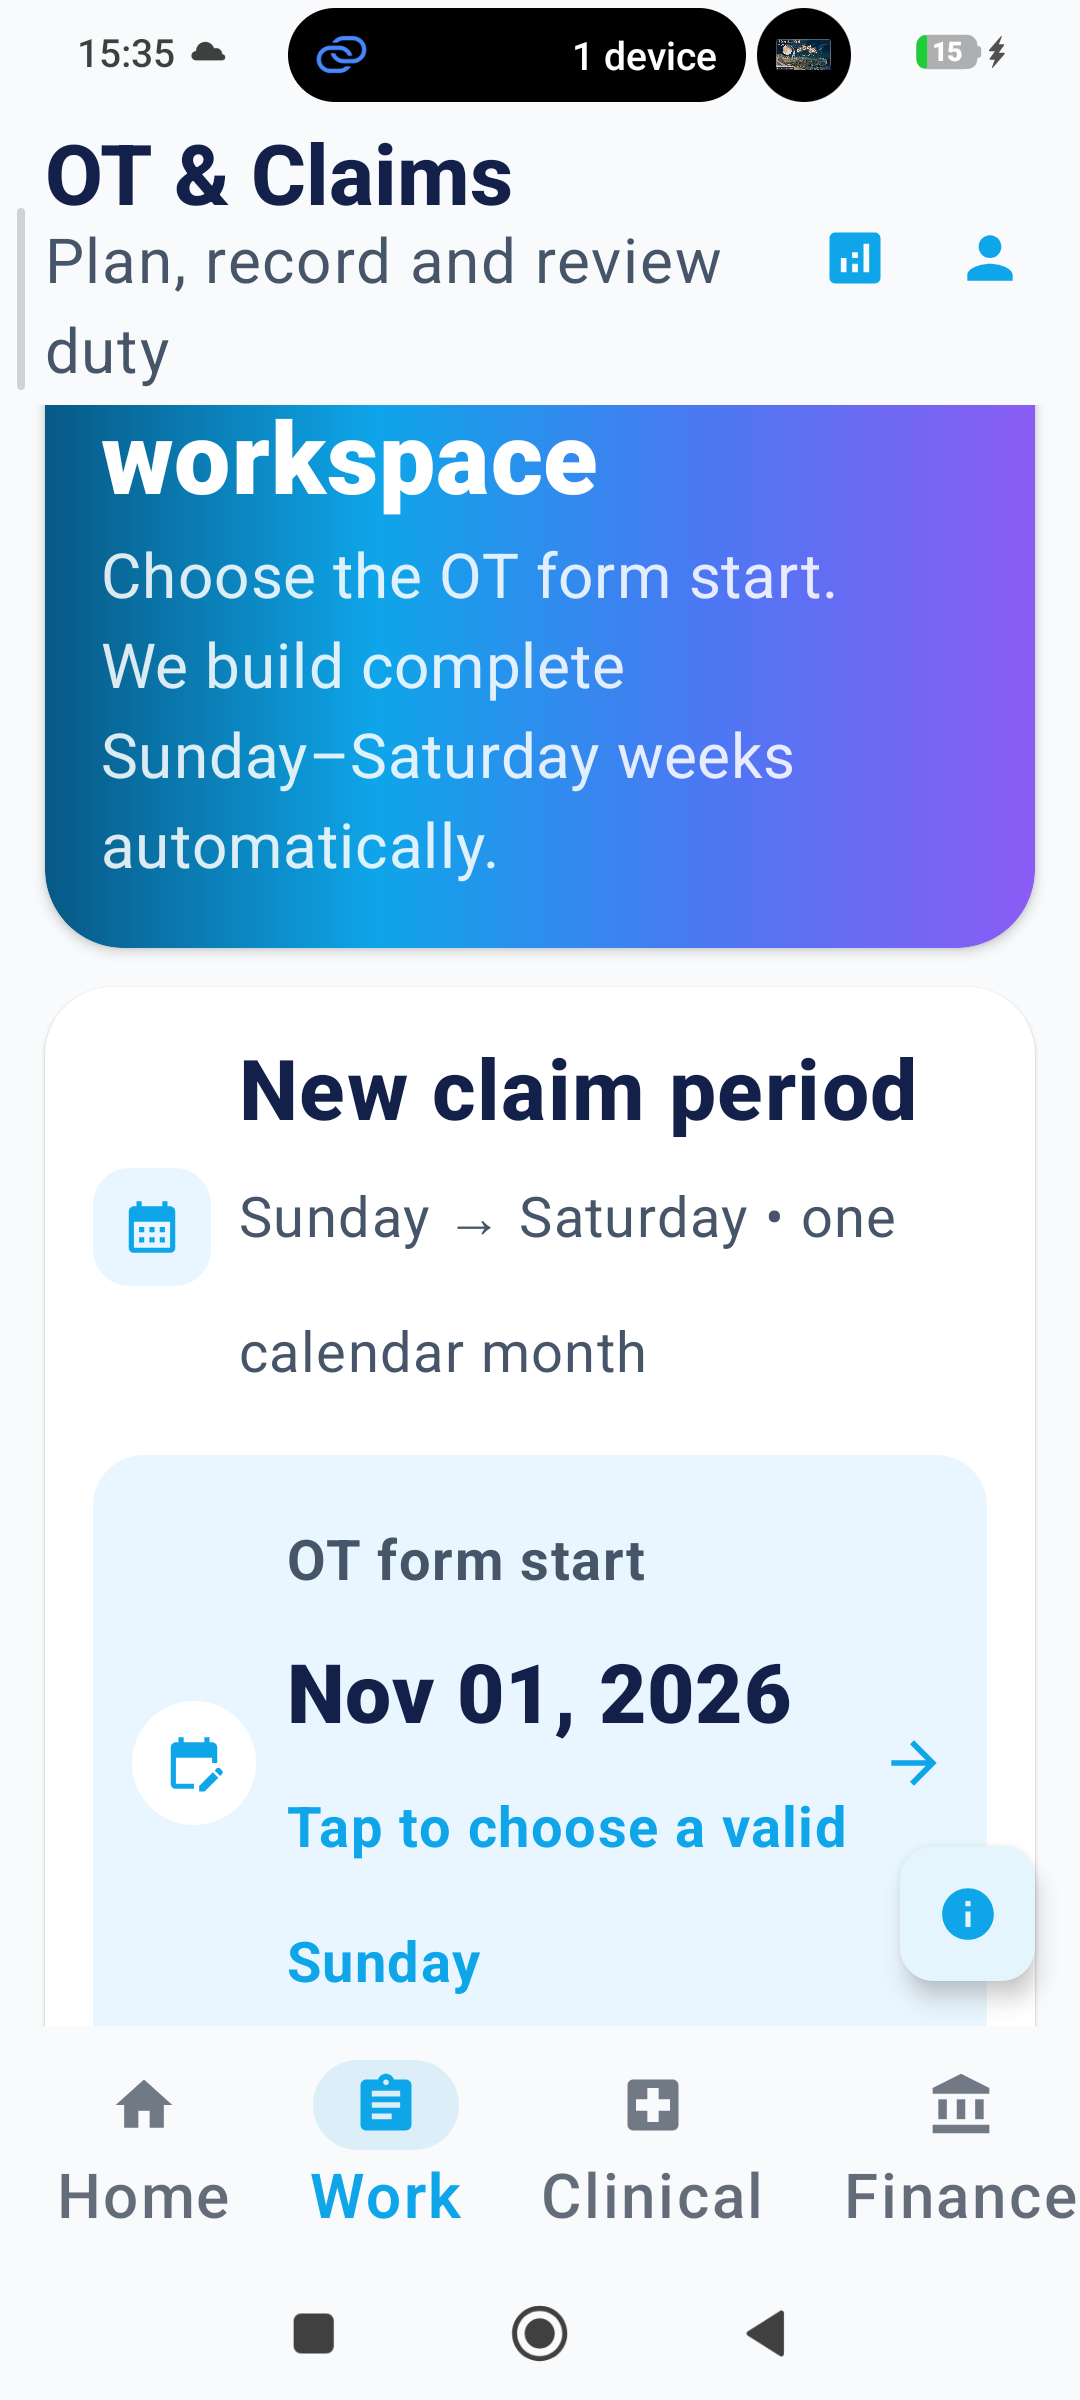 15:35
1 device
15
OT & Claims
Plan, record and review
duty
workspace
Choose the OT form start.
We build complete
Sunday–Saturday weeks
automatically.
New claim period
Sunday → Saturday • one
calendar month
OT form start
Nov 01, 2026
Tap to choose a valid
Sunday
Home
Work
Clinical
Finance